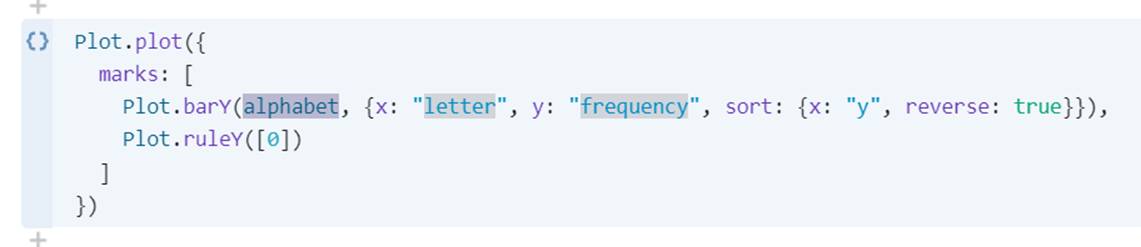 Plot.plot({
marks: [
Plot.barY(alphabet, {x: "letter", y: "frequency", sort: {x: "y", reverse: true}}),
Plot.ruleY([0])
]
})